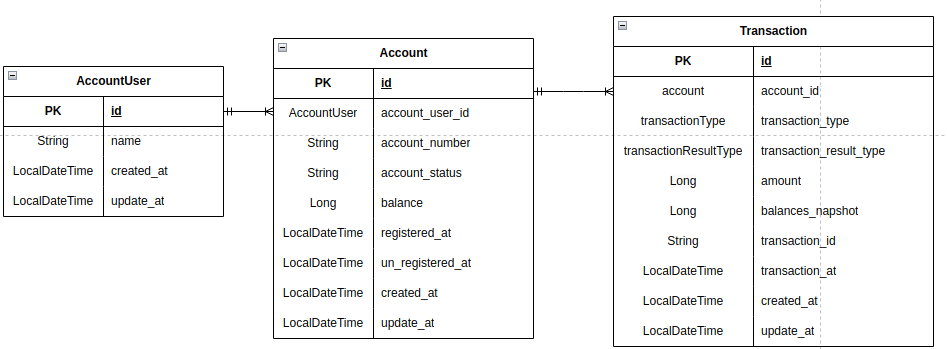 AccountUser
PK id
String name
LocalDateTime created_at
LocalDateTime update_at
Account
PK id
AccountUser account_user_id
String account_number
String account_status
Long balance
LocalDateTime registered_at
LocalDateTime un_registered_at
LocalDateTime created_at
LocalDateTime update_at
Transaction
PK id
account account_id
transactionType transaction_type
transactionResultType transaction_result_type
Long amount
Long balances_napshot
String transaction_id
LocalDateTime transaction_at
LocalDateTime created_at
LocalDateTime update_at